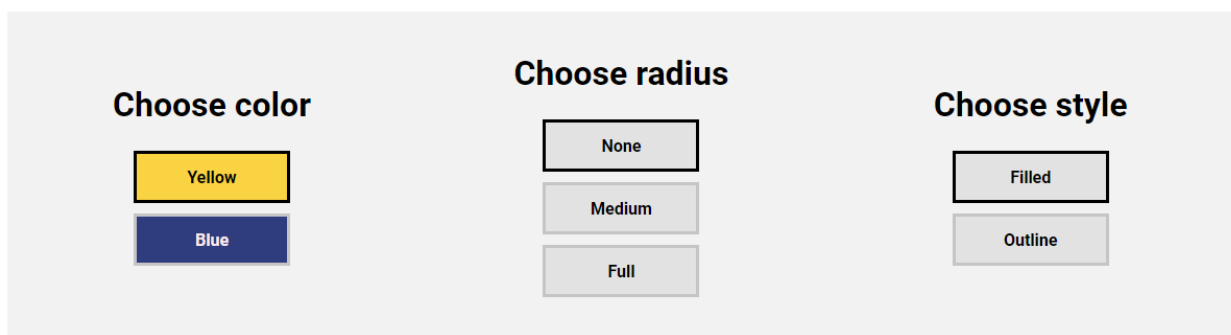 Choose color
Yellow
Blue
Choose radius
None
Medium
Full
Choose style
Filled
Outline